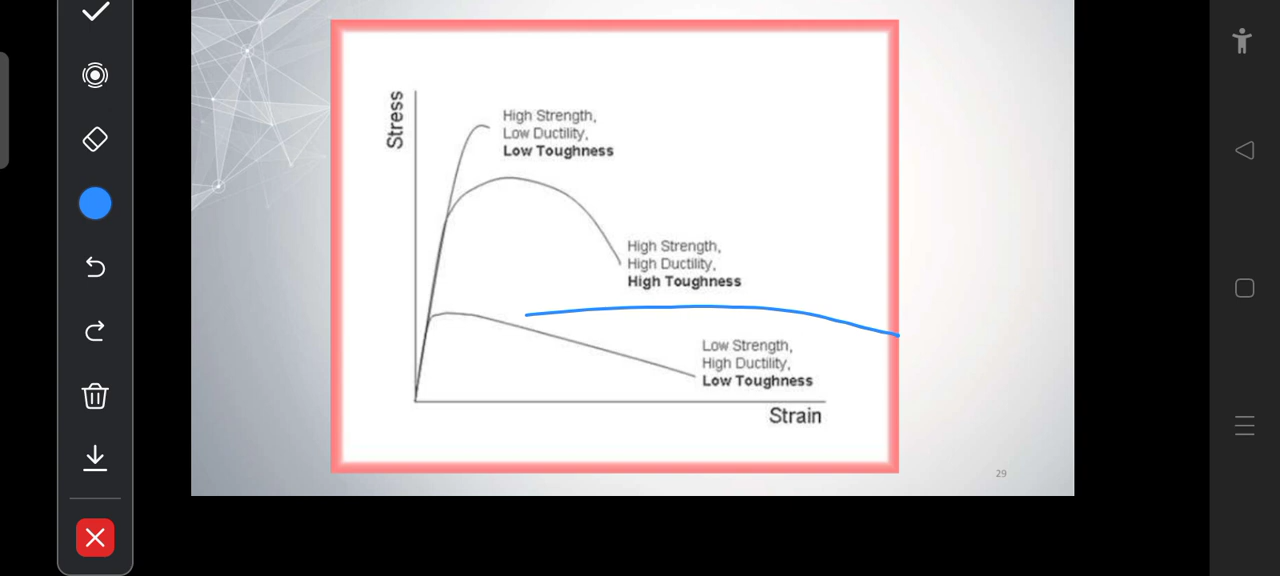 Stress
High Strength,
Low Ductility,
Low Toughness
High Strength,
High Ductility,
High Toughness
Low Strength,
High Ductility,
Low Toughness
Strain
29